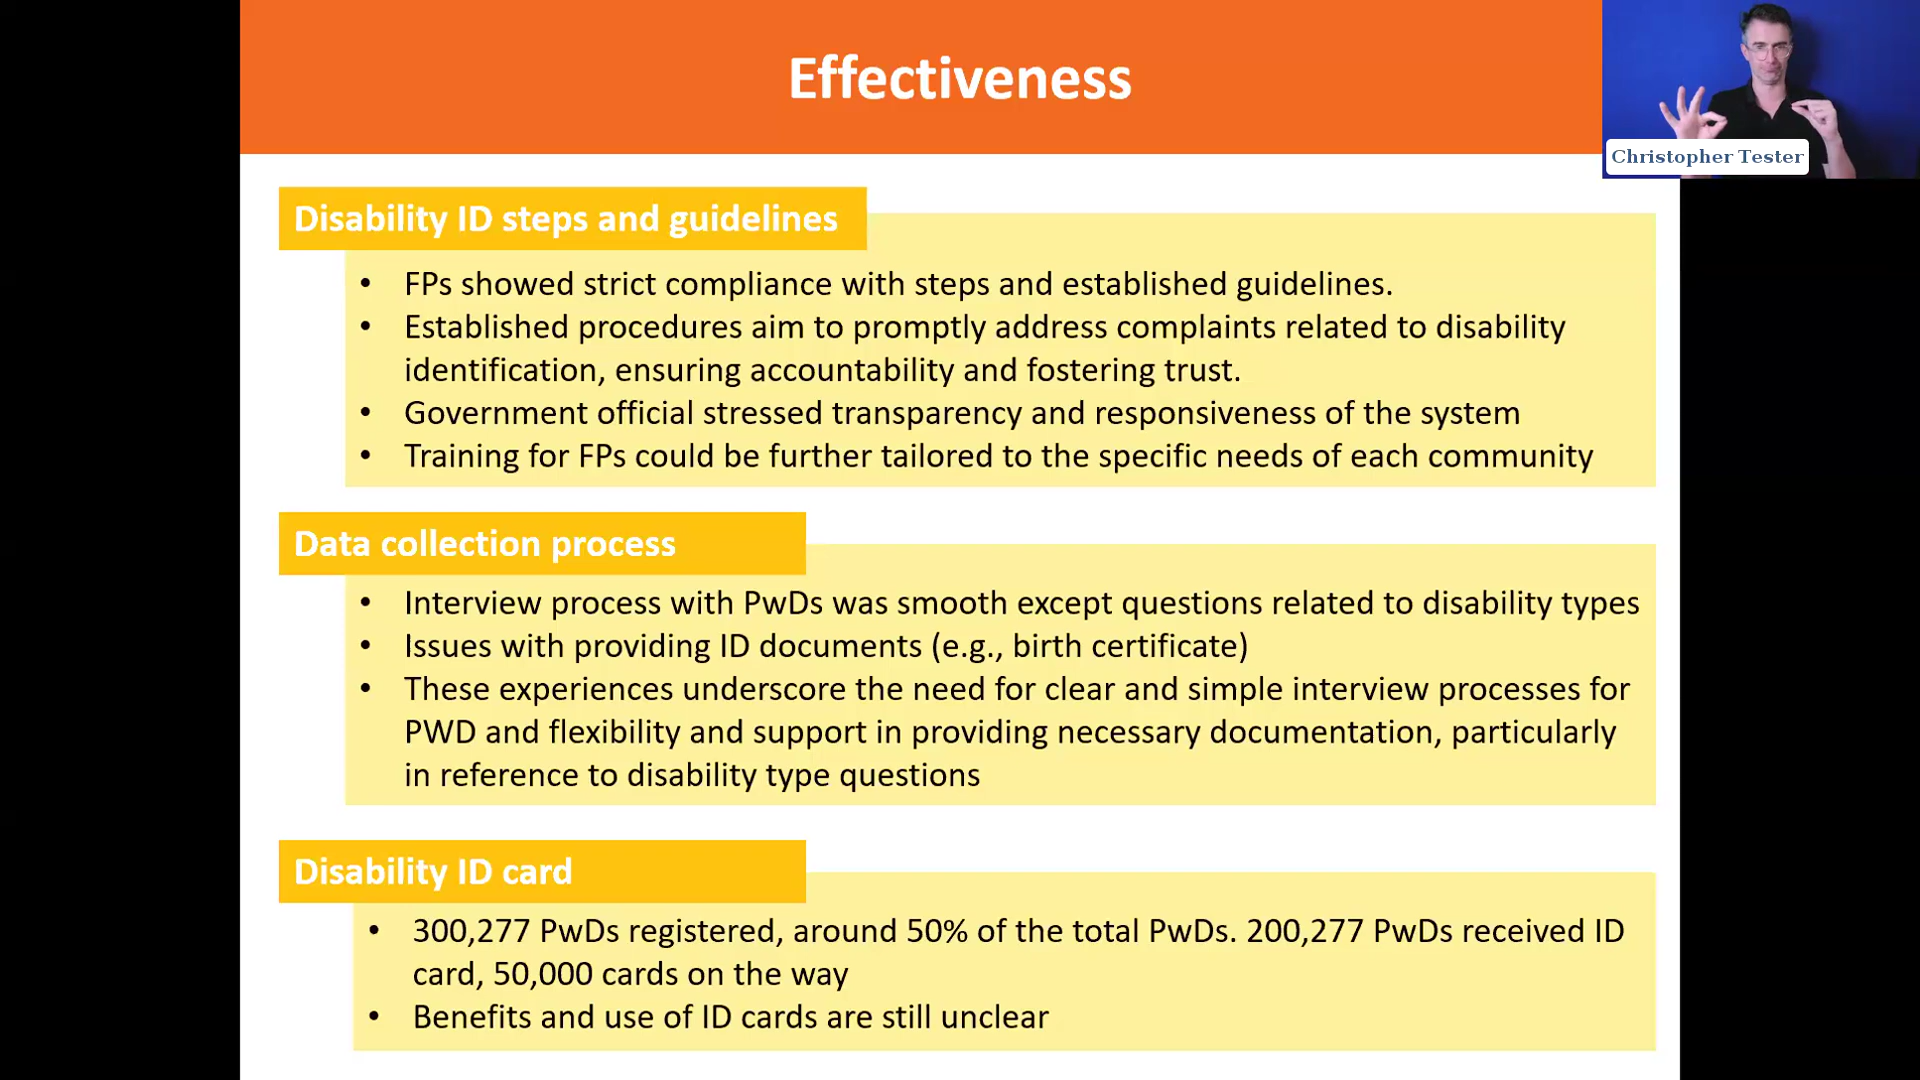 Effectiveness
Christopher Tester
Disability ID steps and guidelines
• FPs showed strict compliance with steps and established guidelines.
• Established procedures aim to promptly address complaints related to disability
identification, ensuring accountability and fostering trust.
• Government official stressed transparency and responsiveness of the system
• Training for FPs could be further tailored to the specific needs of each community
Data collection process
• Interview process with PwDs was smooth except questions related to disability types
• Issues with providing ID documents (e.g., birth certificate)
• These experiences underscore the need for clear and simple interview processes for
PWD and flexibility and support in providing necessary documentation, particularly
in reference to disability type questions
Disability ID card
• 300,277 PwDs registered, around 50% of the total PwDs. 200,277 PwDs received ID
card, 50,000 cards on the way
• Benefits and use of ID cards are still unclear